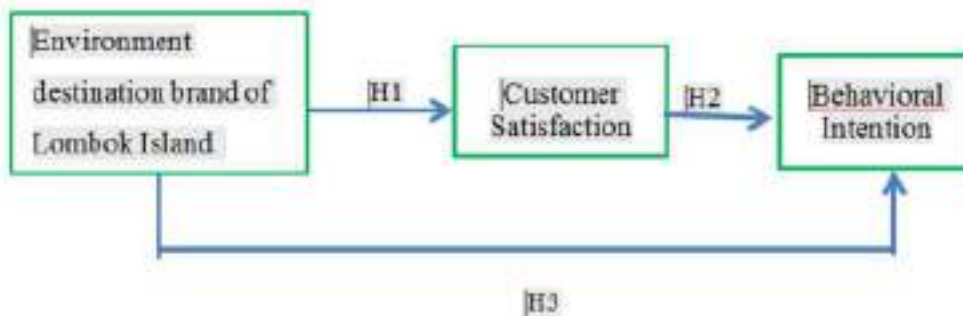 Environment
destination brand of
Lombok Island
H1
Customer
Satisfaction
H2
Behavioral
Intention
H3